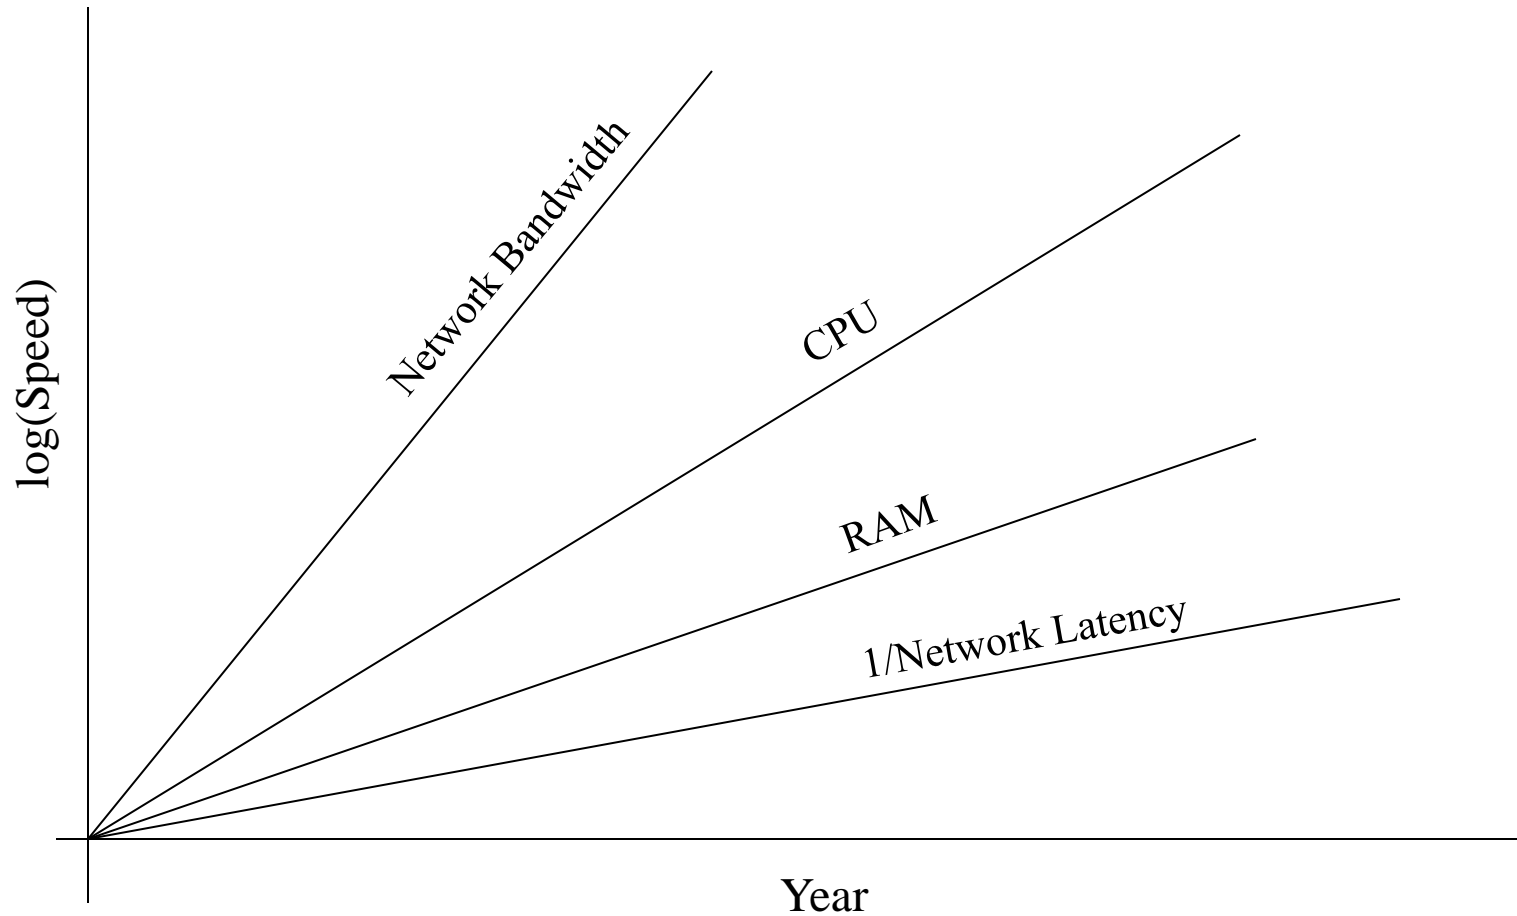 Network Bandwidth
CPU
log(Speed)
RAM
1/Network Latency
Year